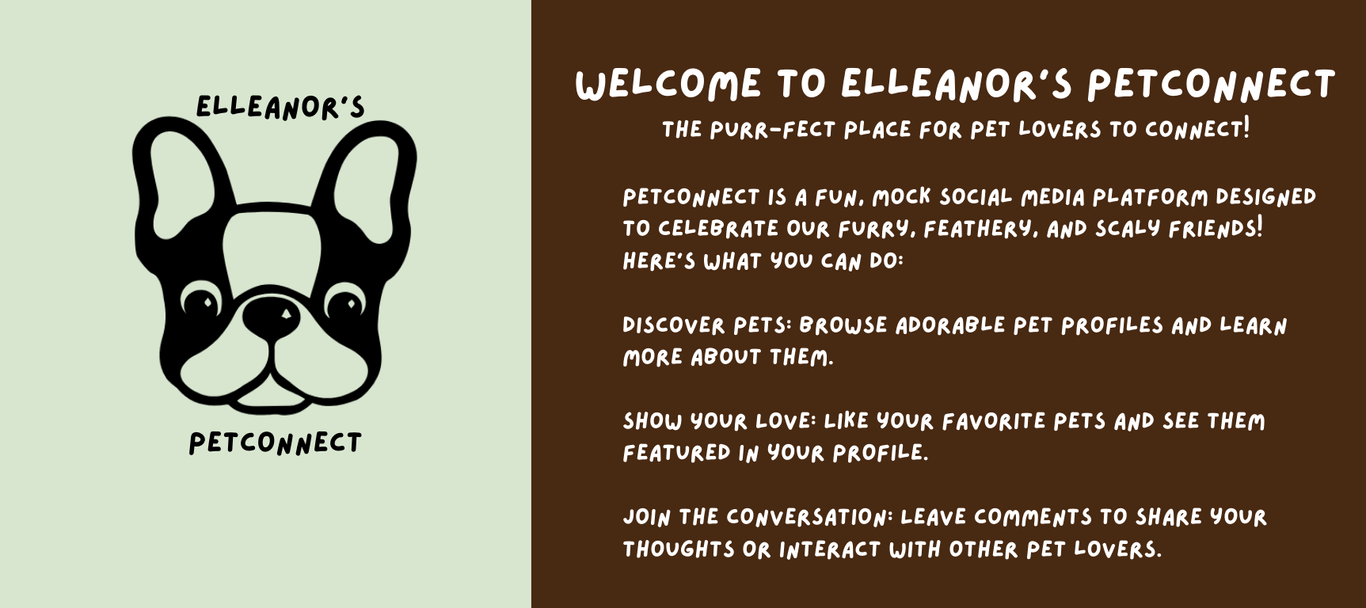 ELLEANOR'S
PETCONNECT
WELCOME TO ELLEANOR'S PETCONNECT
THE PURR-FECT PLACE FOR PET LOVERS TO CONNECT!
PETCONNECT IS A FUN, MOCK SOCIAL MEDIA PLATFORM DESIGNED
TO CELEBRATE OUR FURRY, FEATHERY, AND SCALY FRIENDS!
HERE'S WHAT YOU CAN DO:
DISCOVER PETS: BROWSE ADORABLE PET PROFILES AND LEARN
MORE ABOUT THEM.
SHOW YOUR LOVE: LIKE YOUR FAVORITE PETS AND SEE THEM
FEATURED IN YOUR PROFILE.
JOIN THE CONVERSATION: LEAVE COMMENTS TO SHARE YOUR
THOUGHTS OR INTERACT WITH OTHER PET LOVERS.